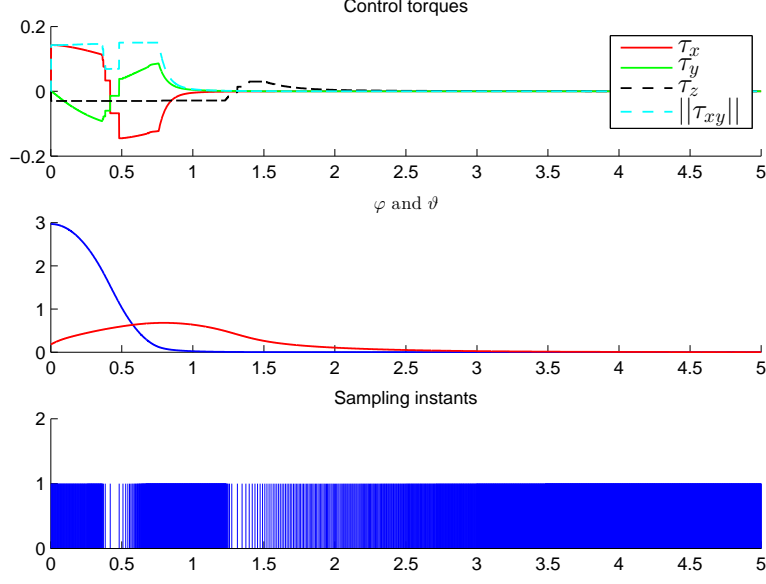 Control torques
0.2
0
−0.2
τx
τy
τz
||τxy||
0 0.5 1 1.5 2 2.5 3 3.5 4 4.5 5
φ and ϑ
3
2
1
0
0 0.5 1 1.5 2 2.5 3 3.5 4 4.5 5
Sampling instants
2
1
0
0 0.5 1 1.5 2 2.5 3 3.5 4 4.5 5